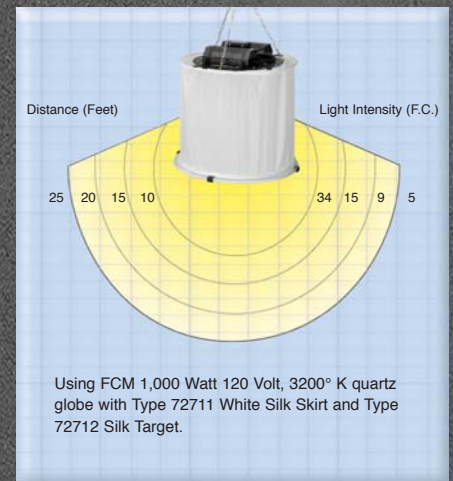 Distance (Feet) Light Intensity (F.C.)
25 20 15 10 34 15 9 5
Using FCM 1,000 Watt 120 Volt, 3200° K quartz
globe with Type 72711 White Silk Skirt and Type
72712 Silk Target.